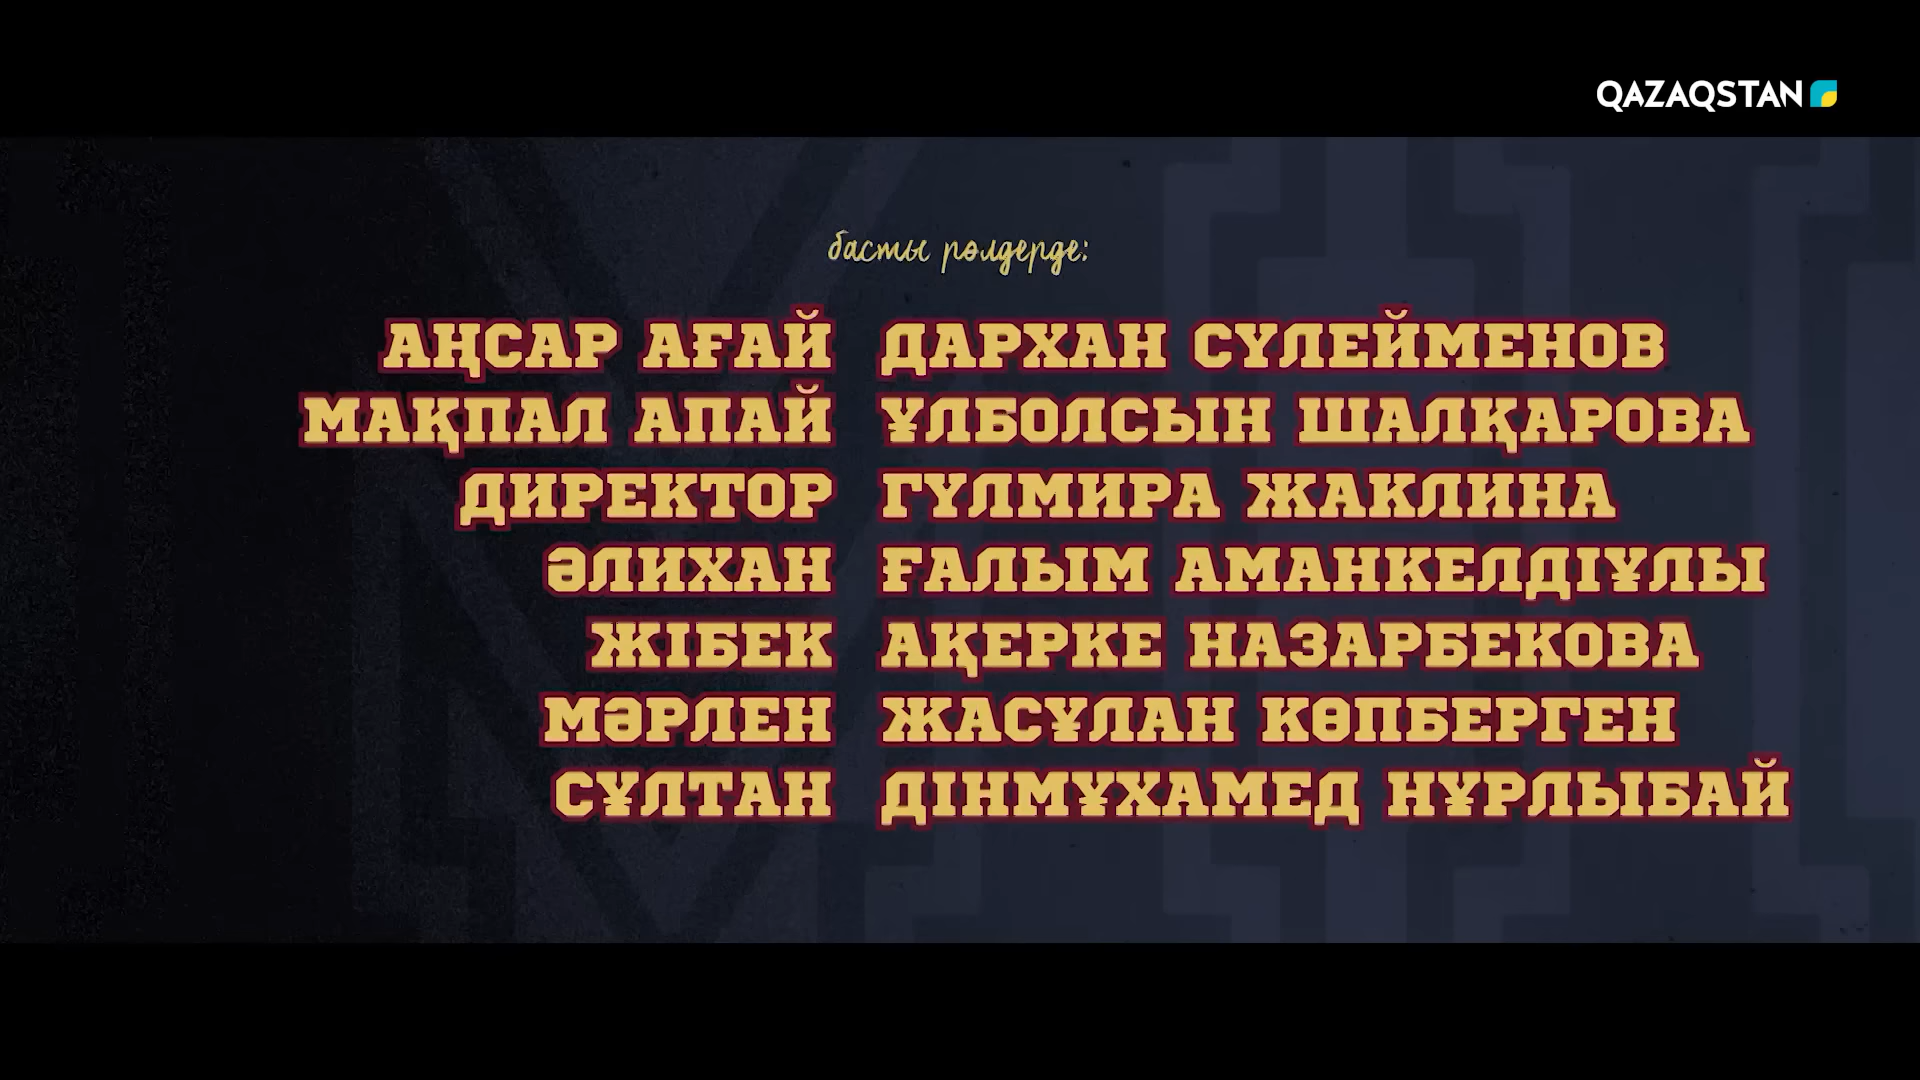 QAZAQSTAN
басты рөлдерде:
АҢСАР АҒАЙ ДАРХАН СҮЛЕЙМЕНОВ
МАҚПАЛ АПАЙ ҰЛБОЛСЫН ШАЛҚАРОВА
ДИРЕКТОР ГҮЛМИРА ЖАКЛИНА
ӘЛИХАН ҒАЛЫМ АМАНКЕЛДІҰЛЫ
ЖІБЕК АҚЕРКЕ НАЗАРБЕКОВА
МӘРЛЕН ЖАСҰЛАН КӨПБЕРГЕН
СҰЛТАН ДІНМҰХАМЕД НҰРЛЫБАЙ